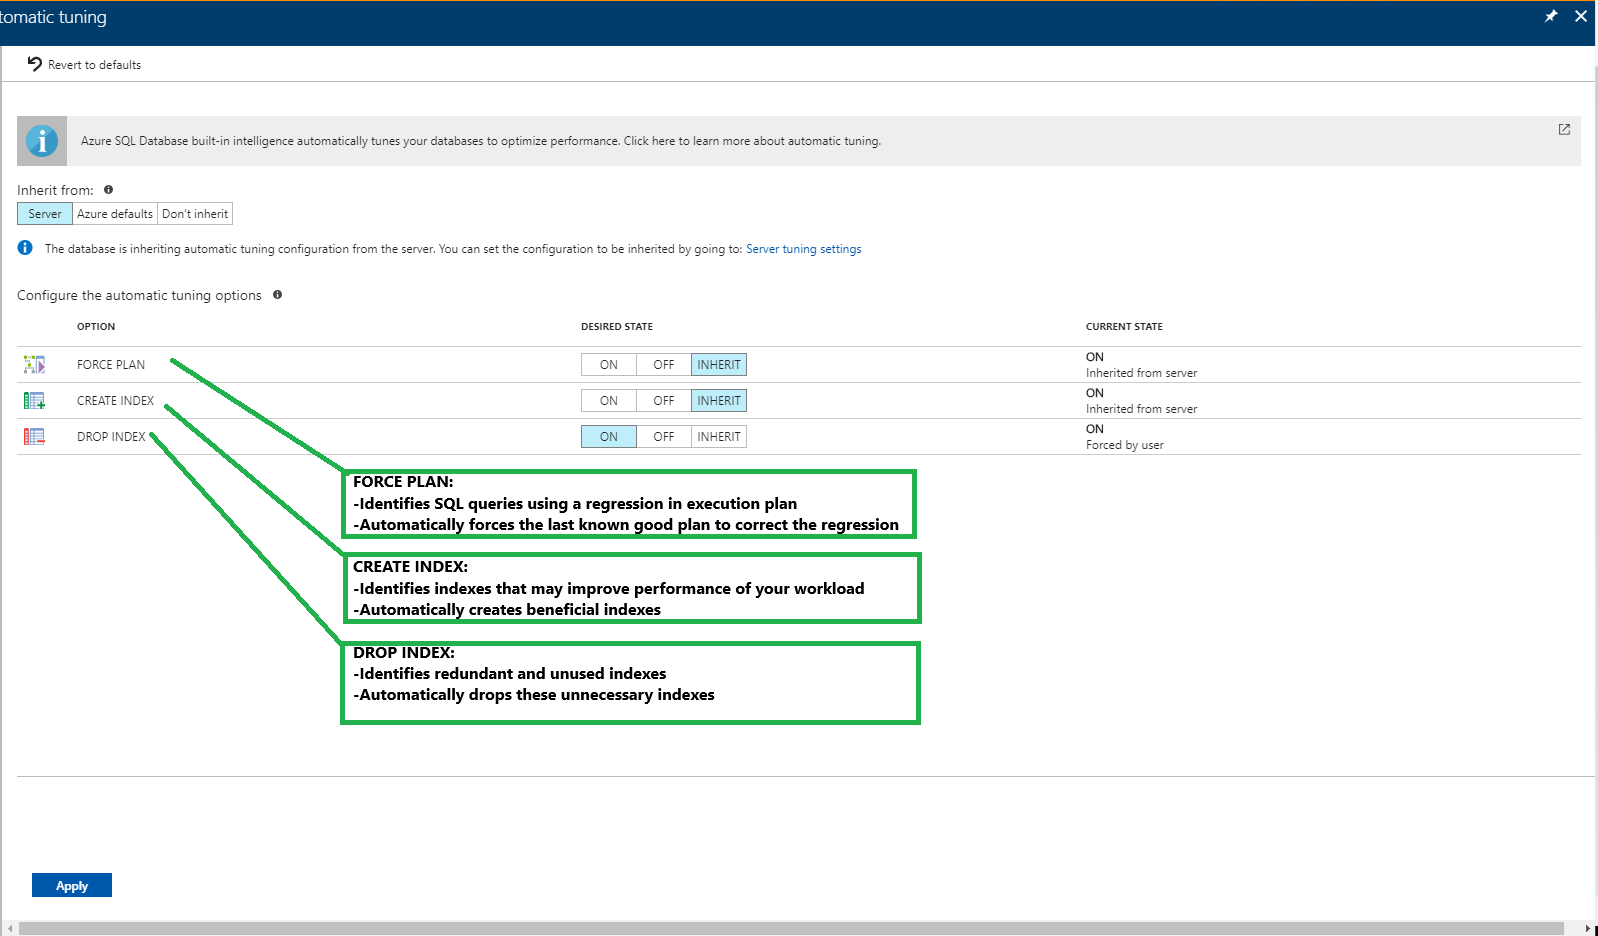 tomatic tuning
Revert to defaults
Azure SQL Database built-in intelligence automatically tunes your databases to optimize performance. Click here to learn more about automatic tuning.
Inherit from:
Server Azure defaults Don't inherit
The database is inheriting automatic tuning configuration from the server. You can set the configuration to be inherited by going to: Server tuning settings
Configure the automatic tuning options
OPTION DESIRED STATE CURRENT STATE
FORCE PLAN ON OFF INHERIT ON
Inherited from server
CREATE INDEX ON OFF INHERIT ON
Inherited from server
DROP INDEX ON OFF INHERIT ON
Forced by user
FORCE PLAN:
-Identifies SQL queries using a regression in execution plan
-Automatically forces the last known good plan to correct the regression
CREATE INDEX:
-Identifies indexes that may improve performance of your workload
-Automatically creates beneficial indexes
DROP INDEX:
-Identifies redundant and unused indexes
-Automatically drops these unnecessary indexes
Apply